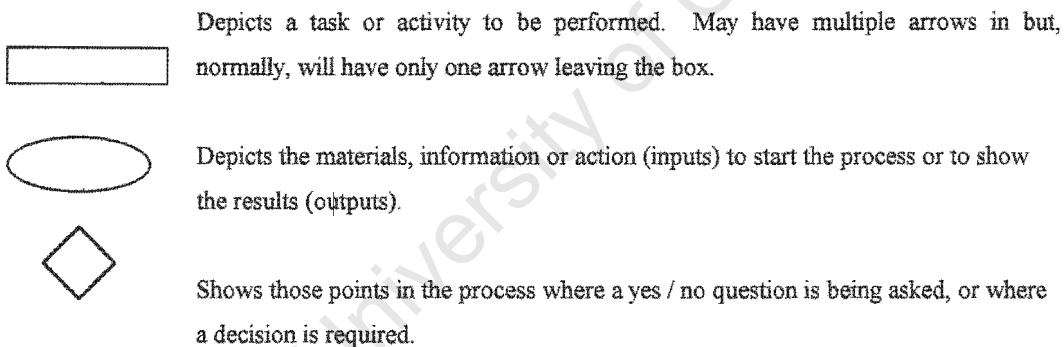 Depicts a task or activity to be performed. May have multiple arrows in but,
normally, will have only one arrow leaving the box.
Depicts the materials, information or action (inputs) to start the process or to show
the results (outputs).
Shows those points in the process where a yes / no question is being asked, or where
a decision is required.